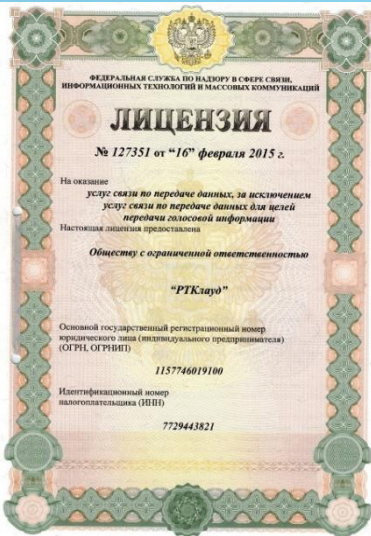 ФЕДЕРАЛЬНАЯ СЛУЖБА ПО НАДЗОРУ В СФЕРЕ СВЯЗИ,
ИНФОРМАЦИОННЫХ ТЕХНОЛОГИЙ И МАССОВЫХ КОММУНИКАЦИЙ
ЛИЦЕНЗИЯ
№ 127351 от “16” февраля 2015 г.
На оказание
услуг связи по передаче данных, за исключением
услуг связи по передаче данных для целей
передачи голосовой информации
Настоящая лицензия предоставлена
Обществу с ограниченной ответственностью
“РТКлауд”
Основной государственный регистрационный номер
юридического лица (индивидуального предпринимателя)
(ОГРН, ОГРНИП)
1157746019100
Идентификационный номер
налогоплательщика (ИНН)
7729443821